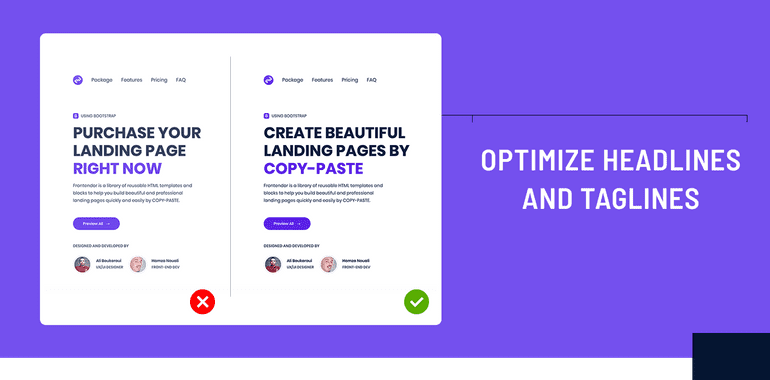 Package Features Pricing FAQ
USING BOOTSTRAP
PURCHASE YOUR
LANDING PAGE
RIGHT NOW
Frontendor is a library of reusable HTML templates and
blocks to help you build beautiful and professional
landing pages quickly and easily by COPY-PASTE.
Preview All →
DESIGNED AND DEVELOPED BY
Ali Boukeroui
UX/UI DESIGNER
Hamza Nouali
FRONT-END DEV
Package Features Pricing FAQ
USING BOOTSTRAP
CREATE BEAUTIFUL
LANDING PAGES BY
COPY-PASTE
Frontendor is a library of reusable HTML templates and
blocks to help you build beautiful and professional
landing pages quickly and easily by COPY-PASTE.
Preview All →
DESIGNED AND DEVELOPED BY
Ali Boukeroui
UX/UI DESIGNER
Hamza Nouali
FRONT-END DEV
OPTIMIZE HEADLINES
AND TAGLINES